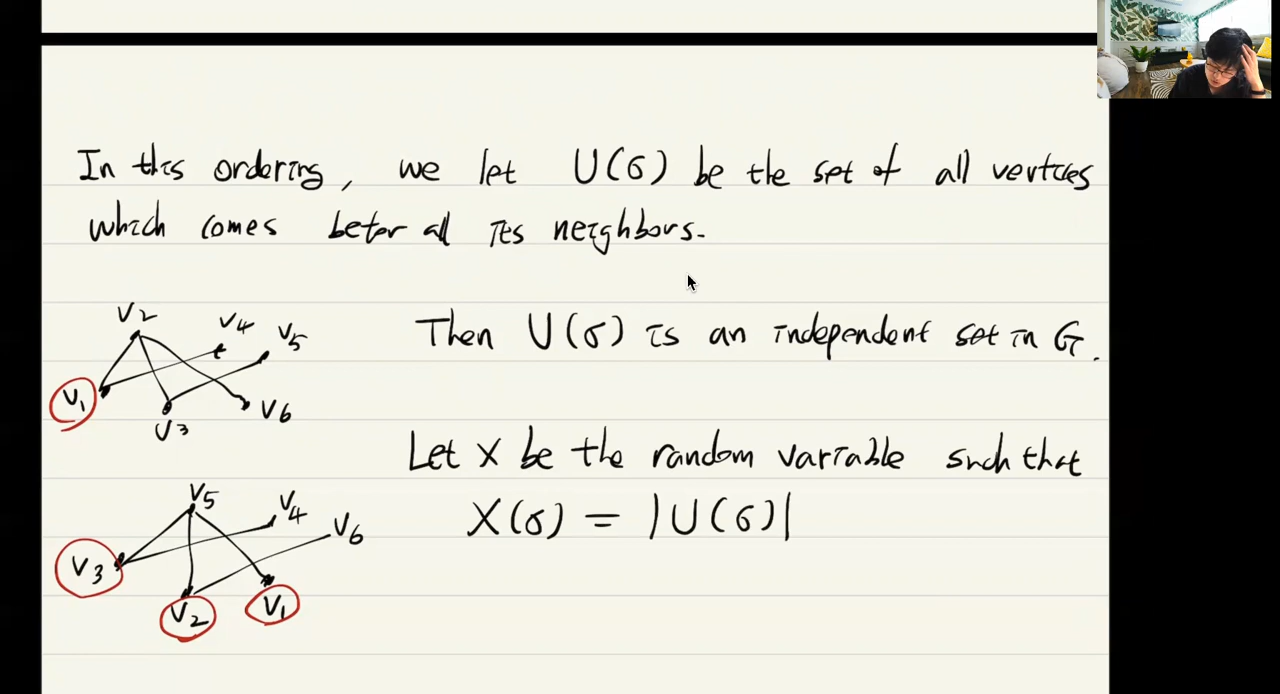 In this ordering, we let U(σ) be the set of all vertices
which comes befor all its neighbors.
Then U(σ) is an independent set in G.
Let X be the random variable such that
X(σ) = |U(σ)|
V2
V4
V5
V1
V3
V6
V5
V4
V6
V3
V2
V1